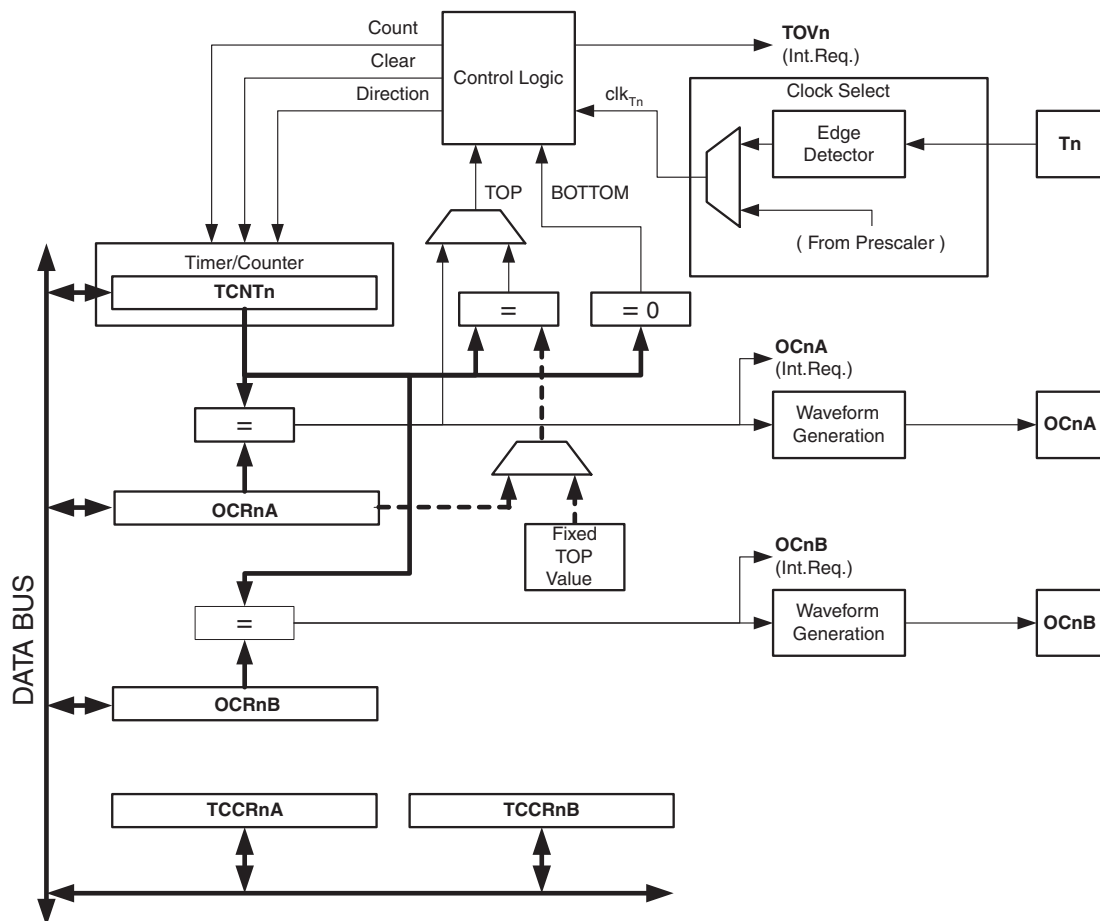 Count
Clear
Direction
Control Logic
TOVn
(Int.Req.)
clkTn
Clock Select
Edge
Detector
Tn
( From Prescaler )
TOP
BOTTOM
Timer/Counter
TCNTn
=
= 0
OCnA
(Int.Req.)
=
Waveform
Generation
OCnA
OCRnA
Fixed
TOP
Value
OCnB
(Int.Req.)
=
Waveform
Generation
OCnB
OCRnB
DATA BUS
TCCRnA
TCCRnB